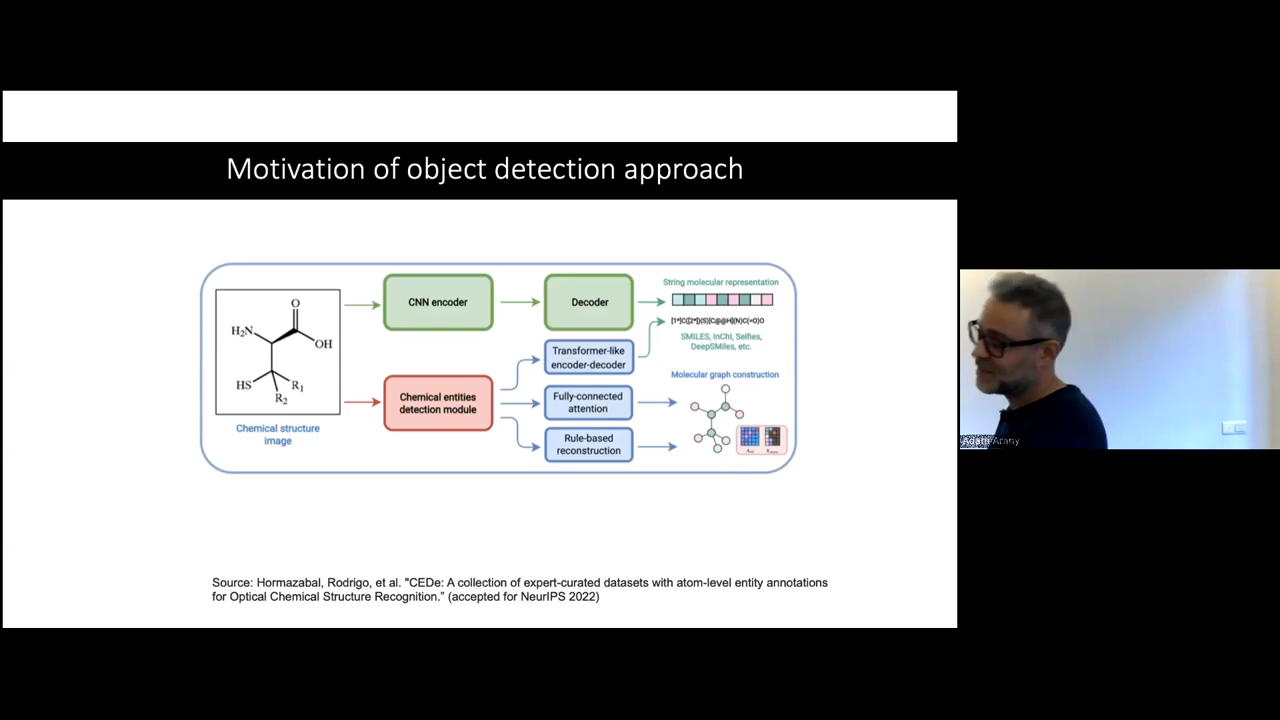 Motivation of object detection approach
CNN encoder
Decoder
String molecular representation
[1*]C([2*])(S)[C@@H](N)C(=O)O
SMILES, InChI, Selfies,
DeepSMiles, etc.
O
H₂N
OH
HS
R₁
R₂
Chemical structure
image
Chemical entities
detection module
Transformer-like
encoder-decoder
Fully-connected
attention
Rule-based
reconstruction
Molecular graph construction
Source: Hormazabal, Rodrigo, et al. "CEDe: A collection of expert-curated datasets with atom-level entity annotations
for Optical Chemical Structure Recognition." (accepted for NeurIPS 2022)
Adam Arany